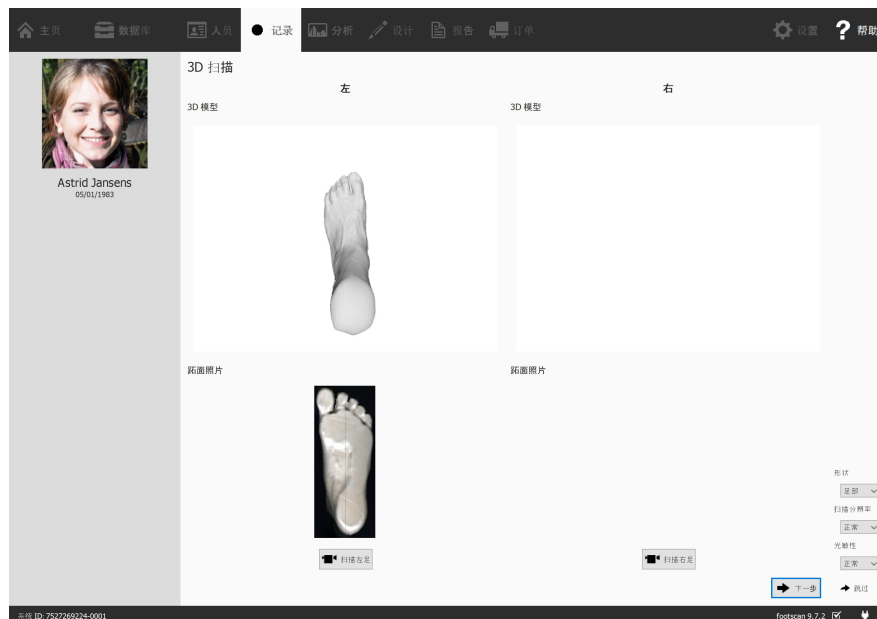 主页 数据库 人员 记录 分析 设计 报告 订单 设置 帮助
3D 扫描
左 右
3D 模型 3D 模型
Astrid Jansens
05/01/1983
跖面照片 跖面照片
形状
足部
扫描分辨率
正常
光敏性
扫描左足 扫描右足 正常
下一步 跳过
系统 ID: 7527269224-0001 footscan 9.7.2